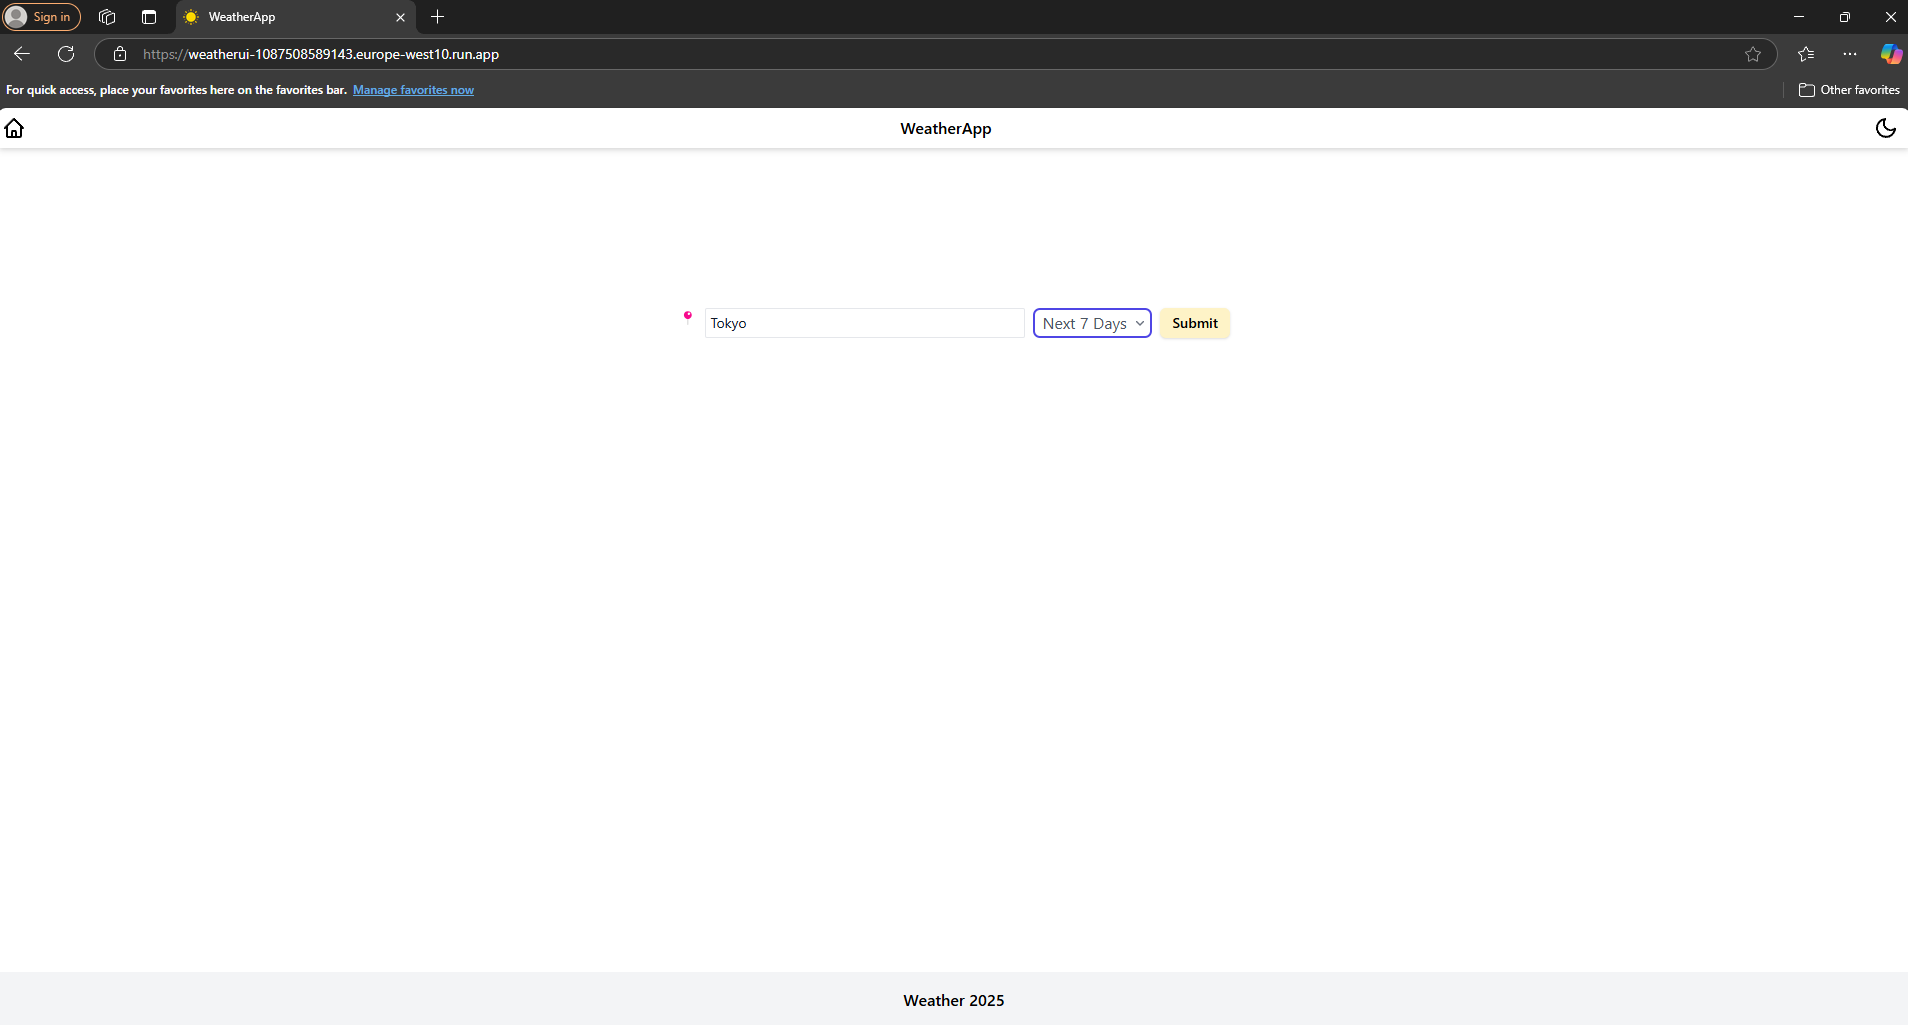 Sign in
WeatherApp
https://weatherui-1087508589143.europe-west10.run.app
For quick access, place your favorites here on the favorites bar. Manage favorites now
Other favorites
WeatherApp
Tokyo
Next 7 Days
Submit
Weather 2025